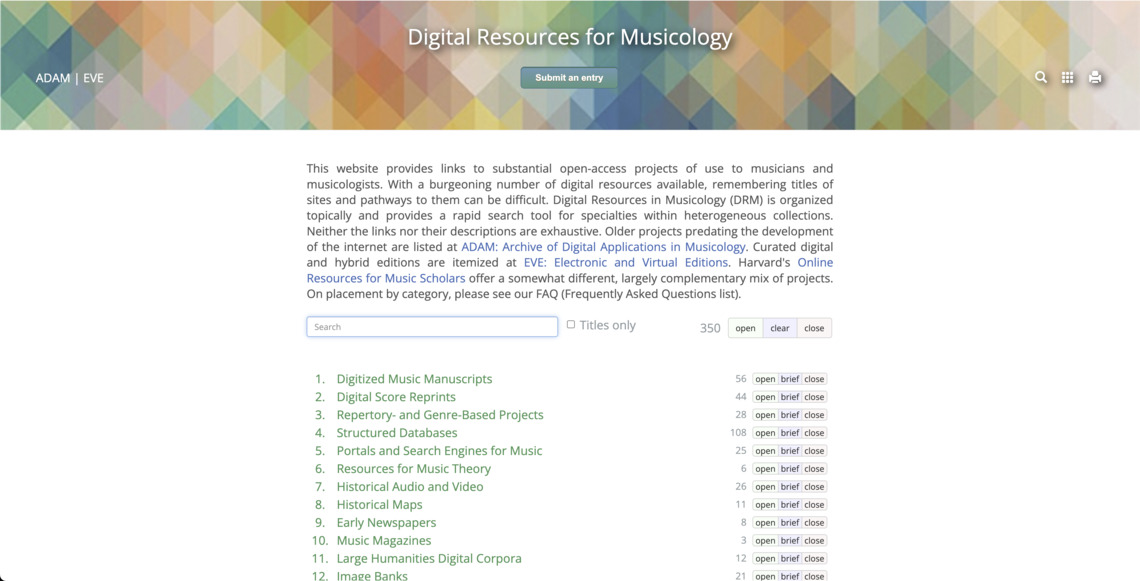 Digital Resources for Musicology
ADAM | EVE
Submit an entry
This website provides links to substantial open-access projects of use to musicians and
musicologists. With a burgeoning number of digital resources available, remembering titles of
sites and pathways to them can be difficult. Digital Resources in Musicology (DRM) is organized
topically and provides a rapid search tool for specialties within heterogeneous collections.
Neither the links nor their descriptions are exhaustive. Older projects predating the development
of the internet are listed at ADAM: Archive of Digital Applications in Musicology. Curated digital
and hybrid editions are itemized at EVE: Electronic and Virtual Editions. Harvard's Online
Resources for Music Scholars offer a somewhat different, largely complementary mix of projects.
On placement by category, please see our FAQ (Frequently Asked Questions list).
Search Titles only 350 open clear close
1. Digitized Music Manuscripts 56 open brief close
2. Digital Score Reprints 44 open brief close
3. Repertory- and Genre-Based Projects 28 open brief close
4. Structured Databases 108 open brief close
5. Portals and Search Engines for Music 25 open brief close
6. Resources for Music Theory 6 open brief close
7. Historical Audio and Video 26 open brief close
8. Historical Maps 11 open brief close
9. Early Newspapers 8 open brief close
10. Music Magazines 3 open brief close
11. Large Humanities Digital Corpora 12 open brief close
12. Image Banks 21 open brief close